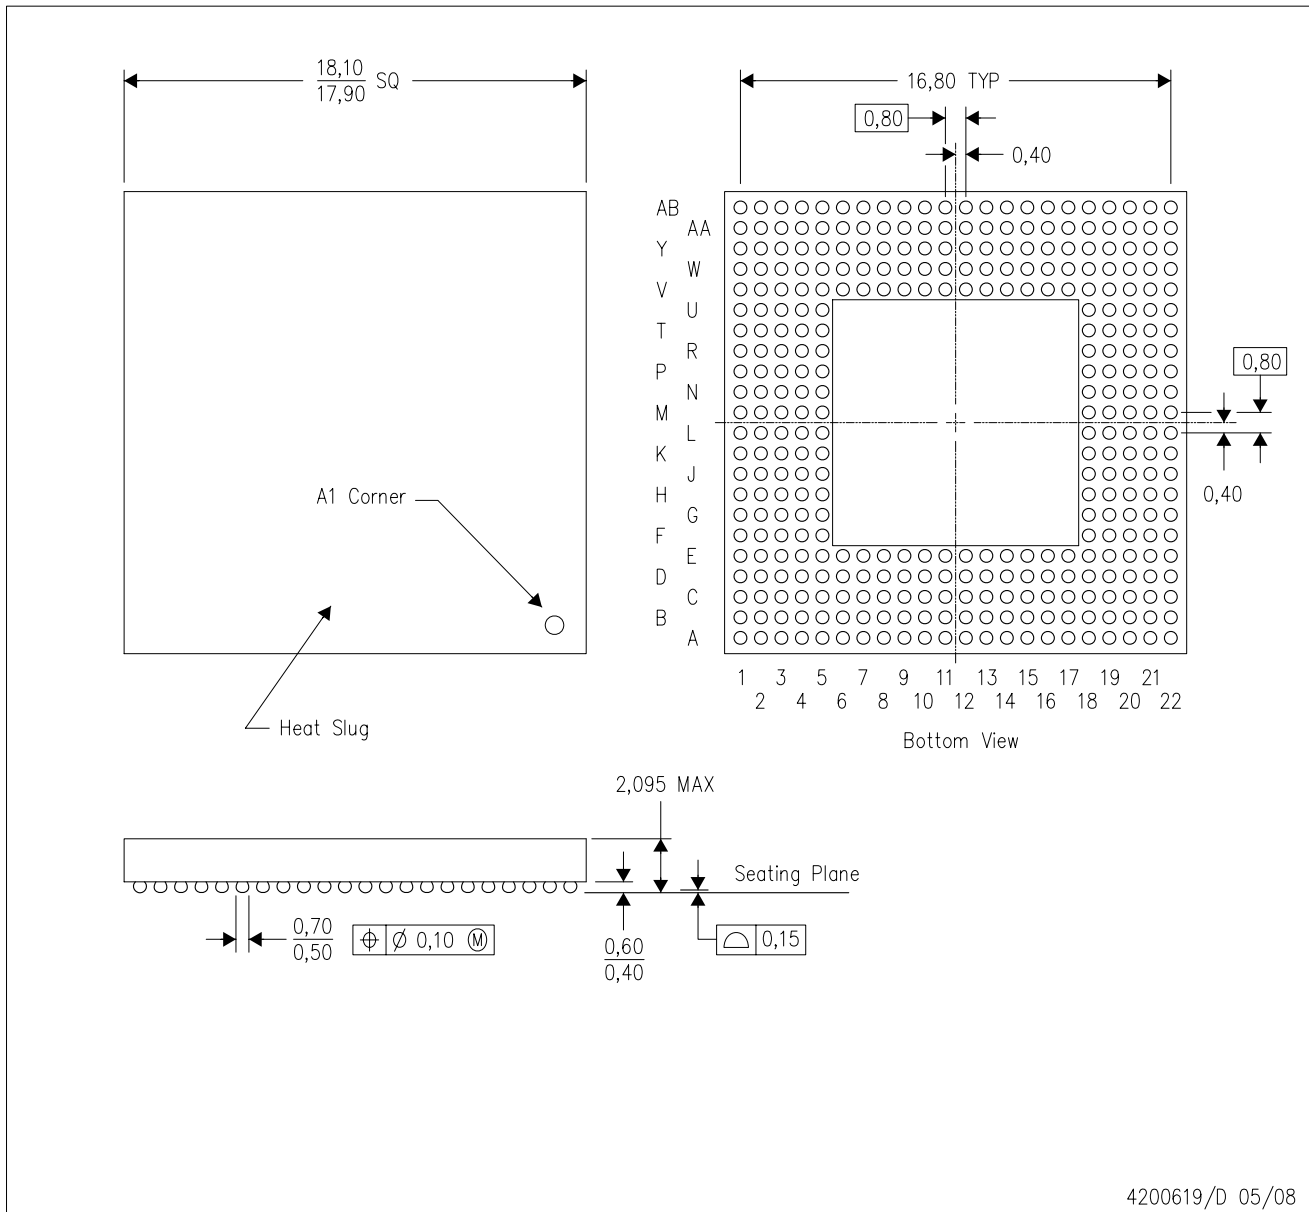 18,10
17,90
SQ
16,80 TYP
0,80
0,40
AB
AA
Y
W
V
U
T
R
P
N
M
L
K
J
H
G
F
E
D
C
B
A
0,80
0,40
A1 Corner
Heat Slug
1 3 5 7 9 11 13 15 17 19 21
2 4 6 8 10 12 14 16 18 20 22
Bottom View
2,095 MAX
Seating Plane
0,70
0,50
⌖ Ø 0,10 Ⓜ
0,60
0,40
⌓ 0,15
4200619/D 05/08